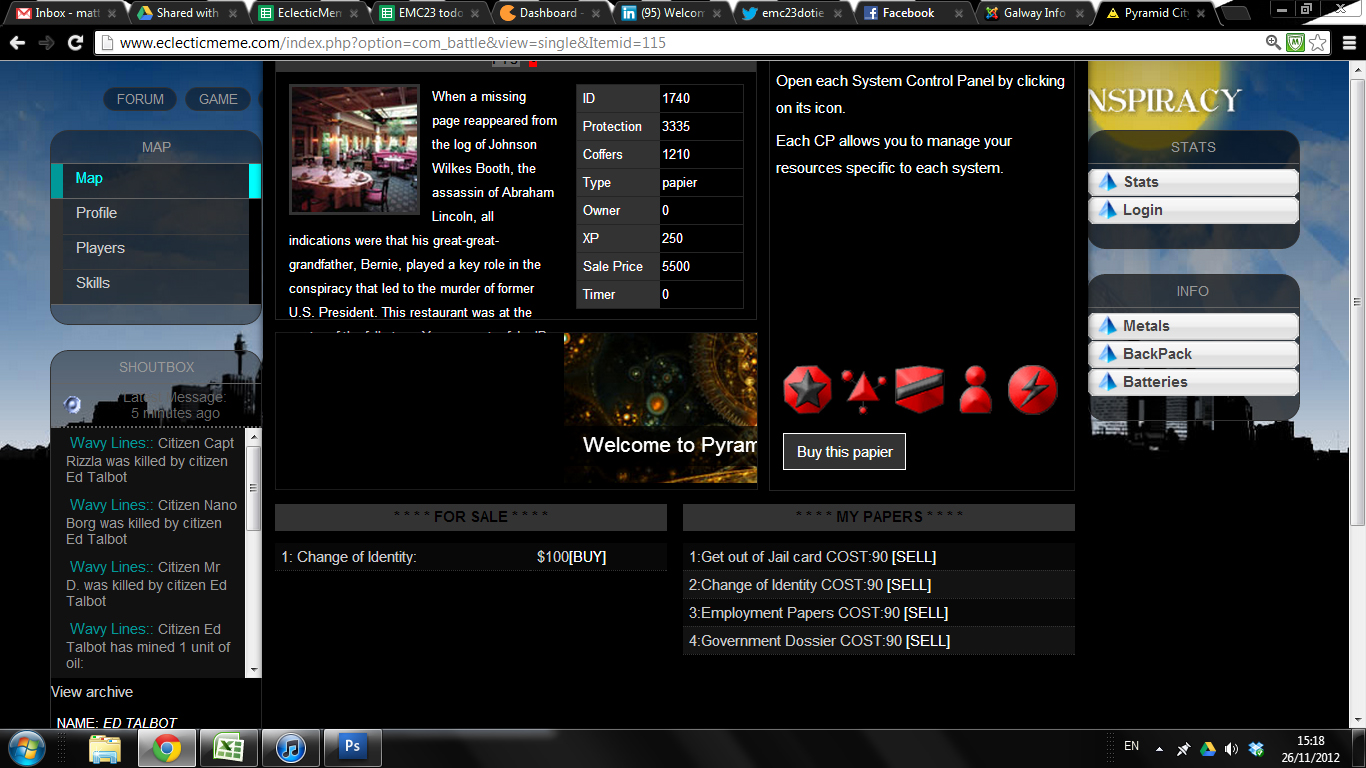 Inbox - mat
Shared with
EclecticMem
EMC23 todo
Dashboard -
(95) Welcom
emc23dotie
Facebook
Galway Info
Pyramid City
www.eclecticmeme.com/index.php?option=com_battle&view=single&Itemid=115
FORUM
GAME
MAP
Map
Profile
Players
Skills
SHOUTBOX
Latest Message:
5 minutes ago
Wavy Lines:: Citizen Capt
Rizzla was killed by citizen
Ed Talbot
Wavy Lines:: Citizen Nano
Borg was killed by citizen
Ed Talbot
Wavy Lines:: Citizen Mr
D. was killed by citizen Ed
Talbot
Wavy Lines:: Citizen Ed
Talbot has mined 1 unit of
oil:
View archive
NAME: ED TALBOT
When a missing
page reappeared from
the log of Johnson
Wilkes Booth, the
assassin of Abraham
Lincoln, all
indications were that his great-great-
grandfather, Bernie, played a key role in the
conspiracy that led to the murder of former
U.S. President. This restaurant was at the
ID 1740
Protection 3335
Coffers 1210
Type papier
Owner 0
XP 250
Sale Price 5500
Timer 0
Welcome to Pyram
Open each System Control Panel by clicking
on its icon.
Each CP allows you to manage your
resources specific to each system.
Buy this papier
* * * * FOR SALE * * * *
1: Change of Identity: $100[BUY]
* * * * MY PAPERS * * * *
1:Get out of Jail card COST:90 [SELL]
2:Change of Identity COST:90 [SELL]
3:Employment Papers COST:90 [SELL]
4:Government Dossier COST:90 [SELL]
NSPIRACY
STATS
Stats
Login
INFO
Metals
BackPack
Batteries
Ps
EN
15:18
26/11/2012